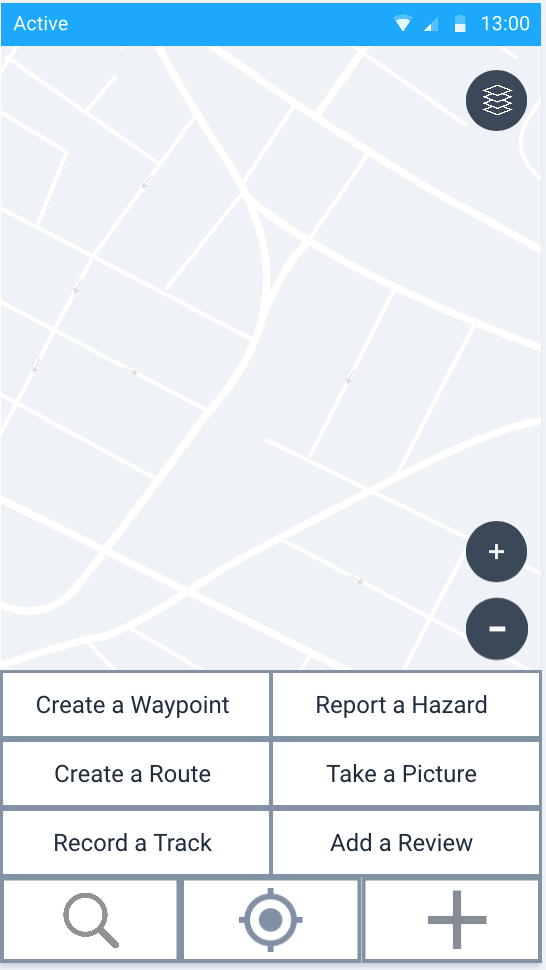 Active 13:00
Create a Waypoint Report a Hazard
Create a Route Take a Picture
Record a Track Add a Review